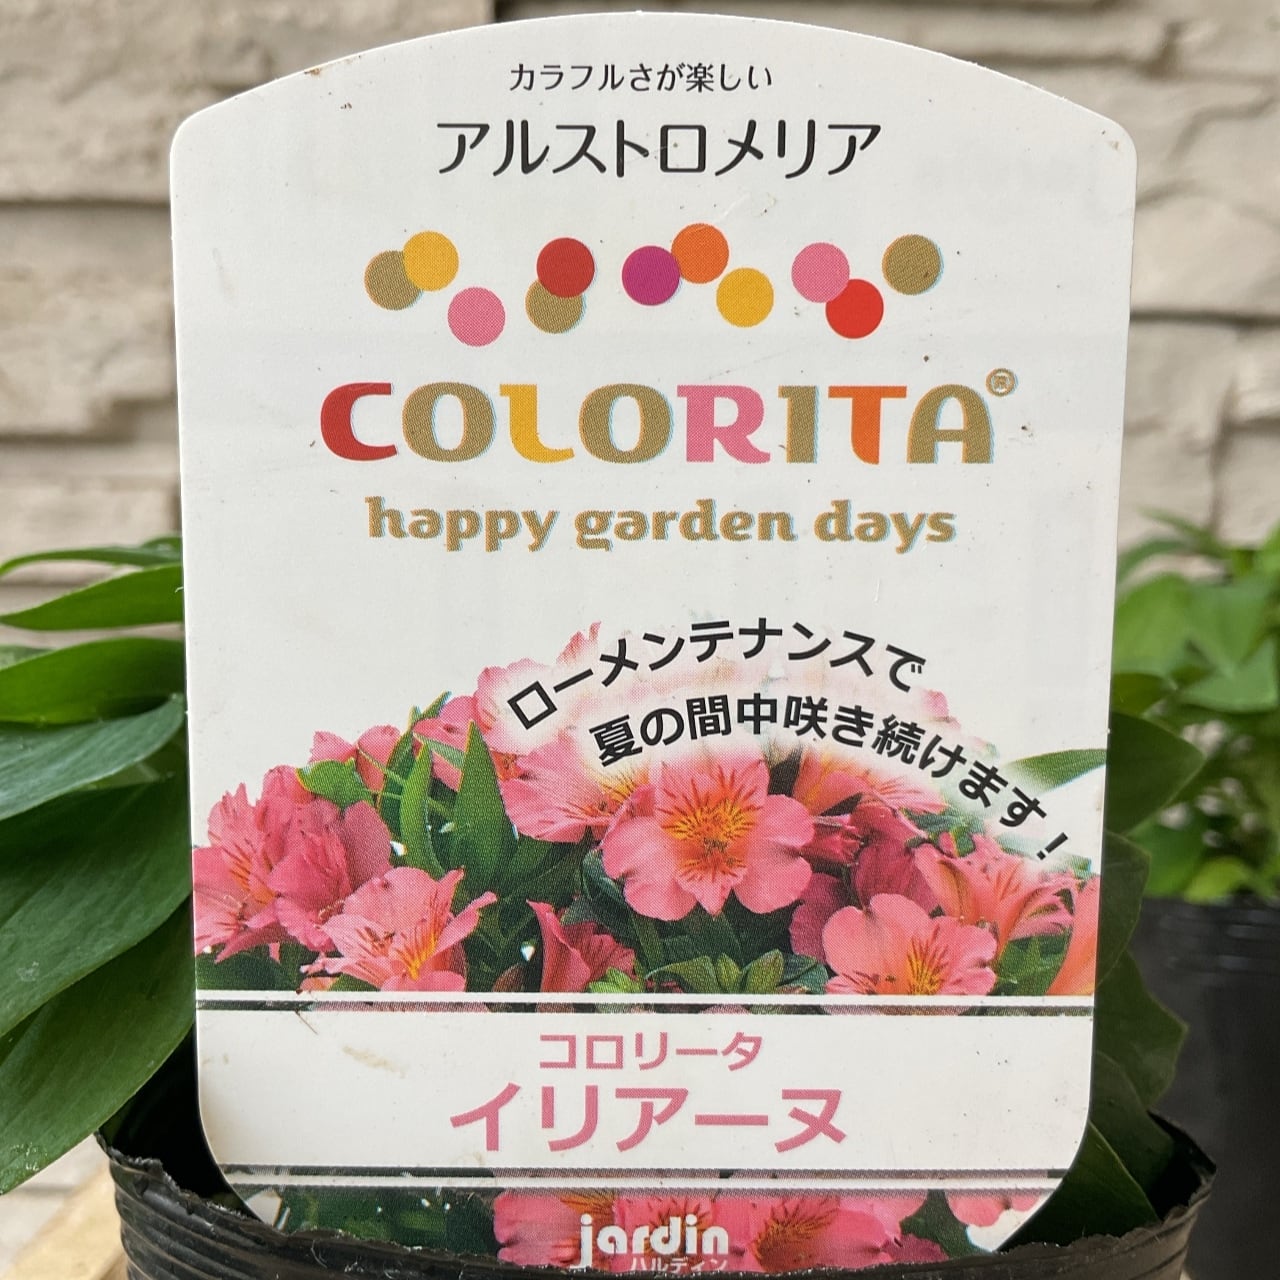 カラフルさが楽しい
アルストロメリア
COLORITA®
happy garden days
ローメンテナンスで
夏の間中咲き続けます!
コロリータ
イリアーヌ
jardin
ハルディン